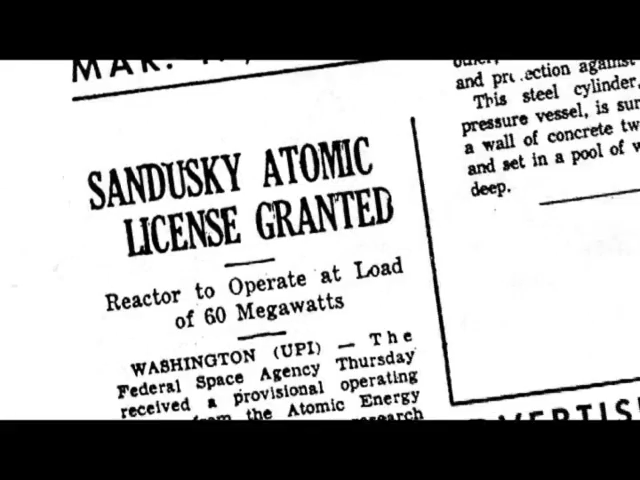 MAR.
SANDUSKY ATOMIC
LICENSE GRANTED
Reactor to Operate at Load
of 60 Megawatts
WASHINGTON (UPI) — The
Federal Space Agency Thursday
received a provisional operating
from the Atomic Energy
research
and protection against
This steel cylinder,
pressure vessel, is
a wall of concrete
and set in a pool of
deep.